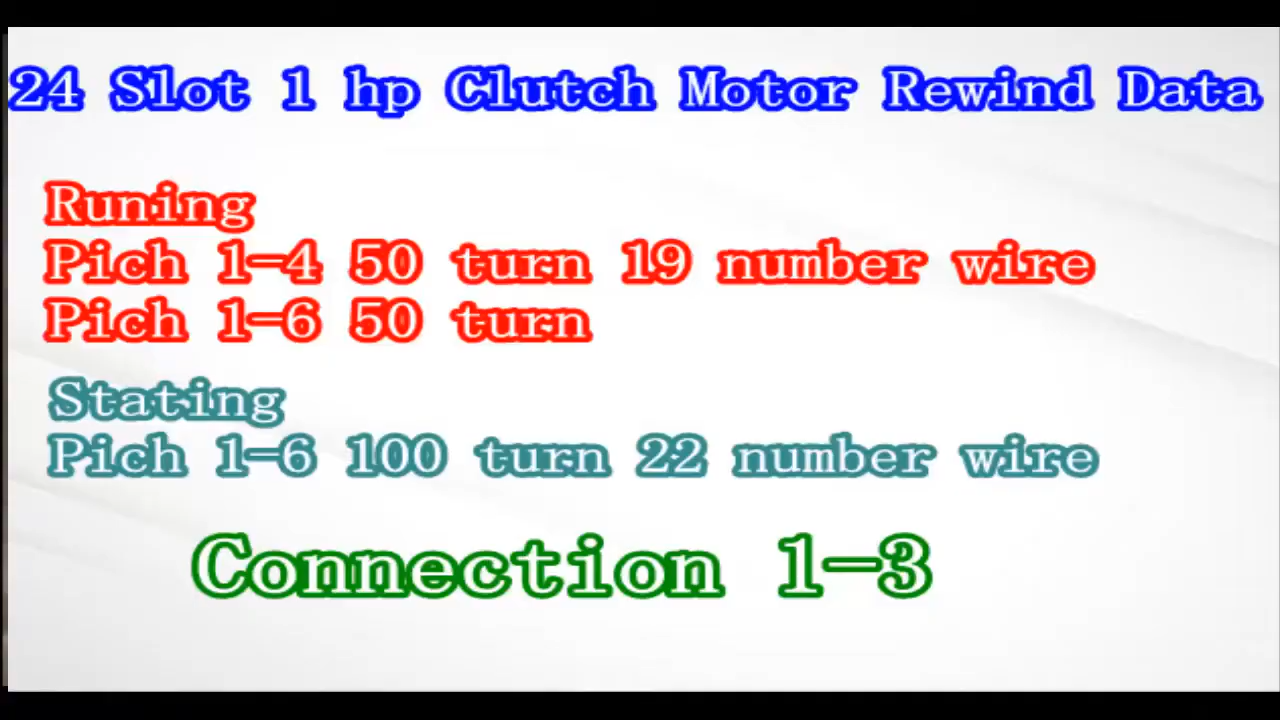 24 Slot 1 hp Clutch Motor Rewind Data
Runing
Pich 1-4 50 turn 19 number wire
Pich 1-6 50 turn
Stating
Pich 1-6 100 turn 22 number wire
Connection 1-3